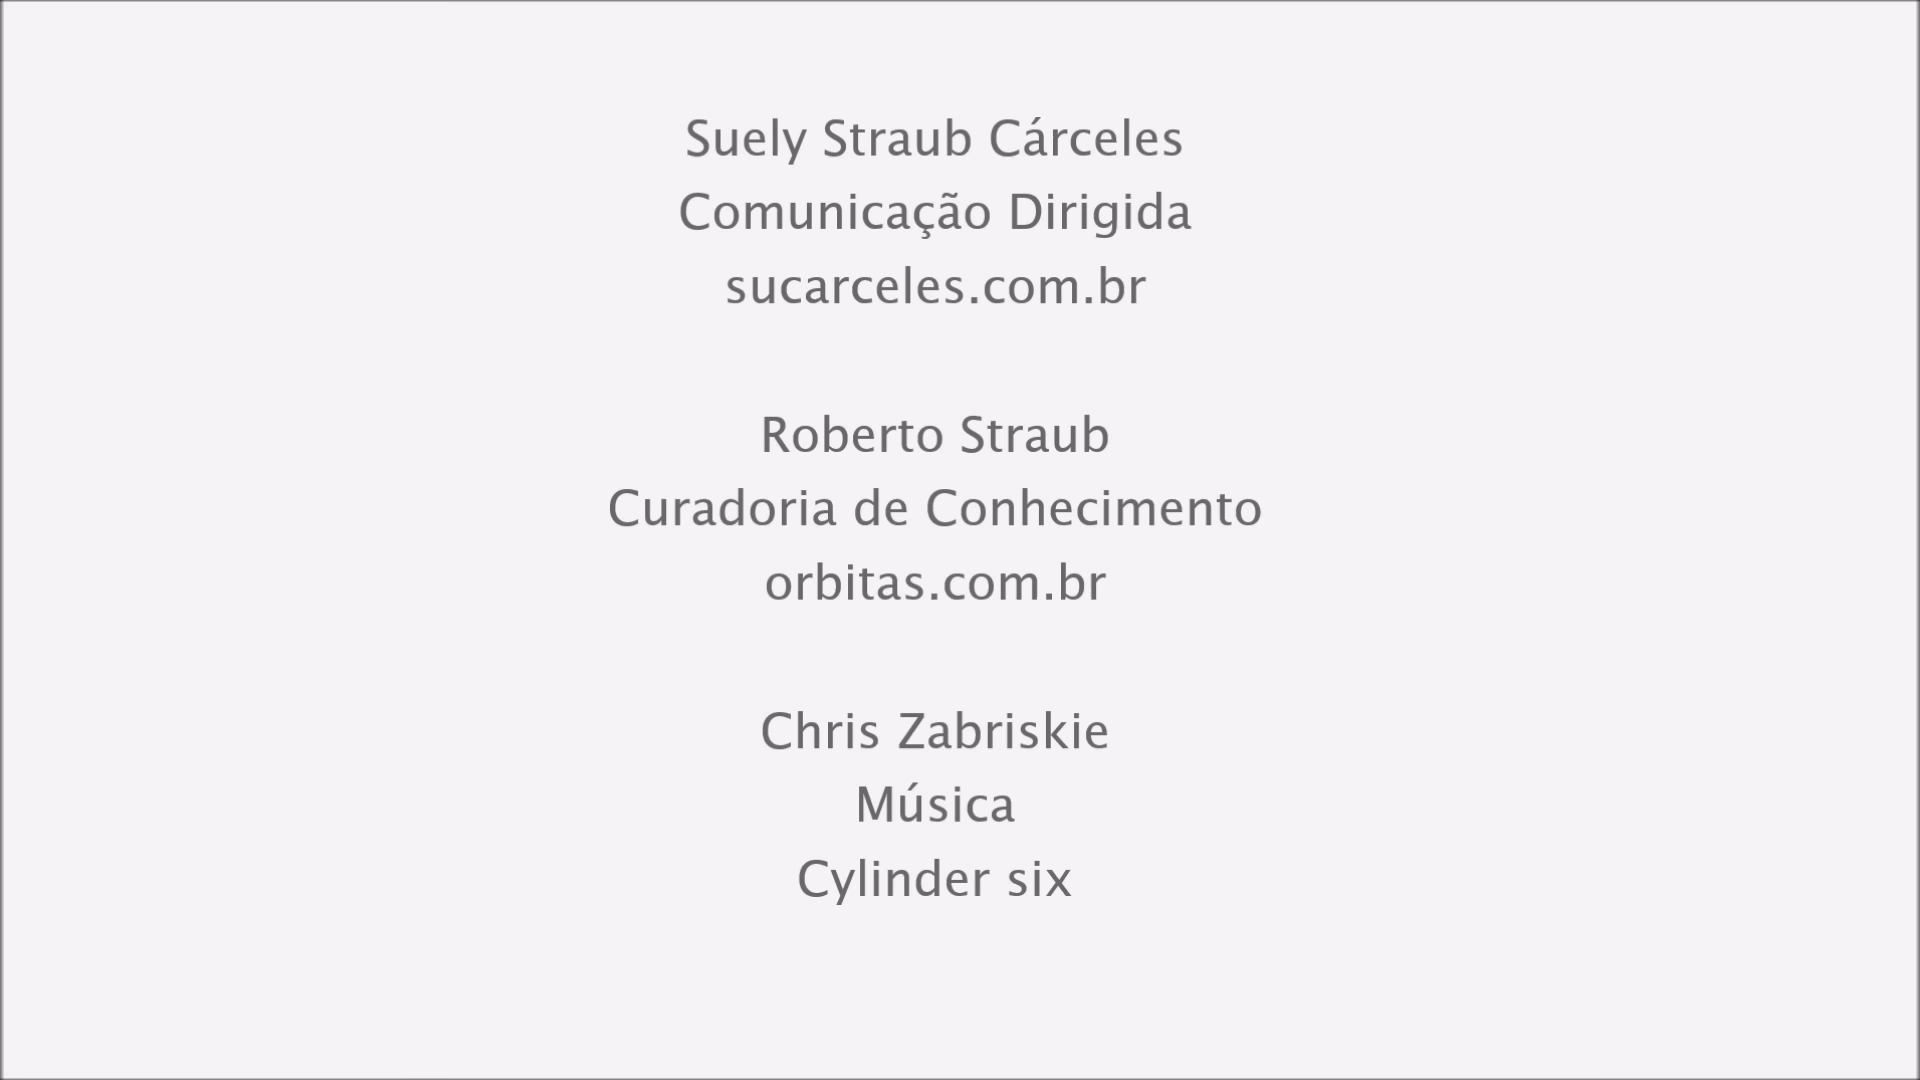 Suely Straub Cárceles
Comunicação Dirigida
sucarceles.com.br
Roberto Straub
Curadoria de Conhecimento
orbitas.com.br
Chris Zabriskie
Música
Cylinder six